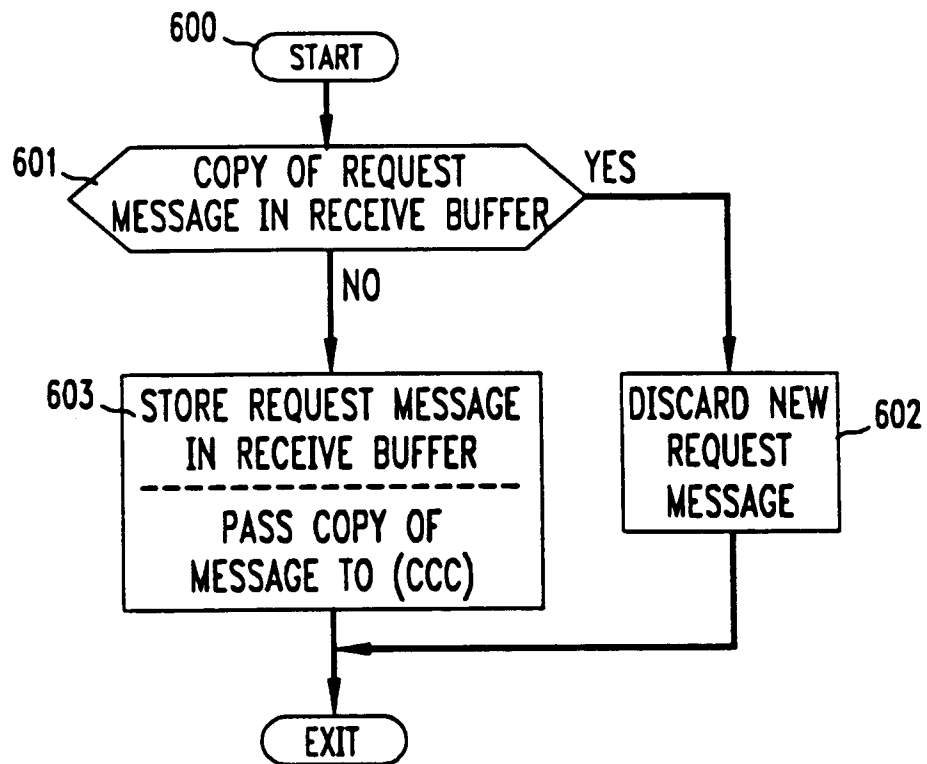 600
START
601
COPY OF REQUEST
MESSAGE IN RECEIVE BUFFER
YES
NO
603
STORE REQUEST MESSAGE
IN RECEIVE BUFFER
PASS COPY OF
MESSAGE TO (CCC)
DISCARD NEW
REQUEST
MESSAGE
602
EXIT